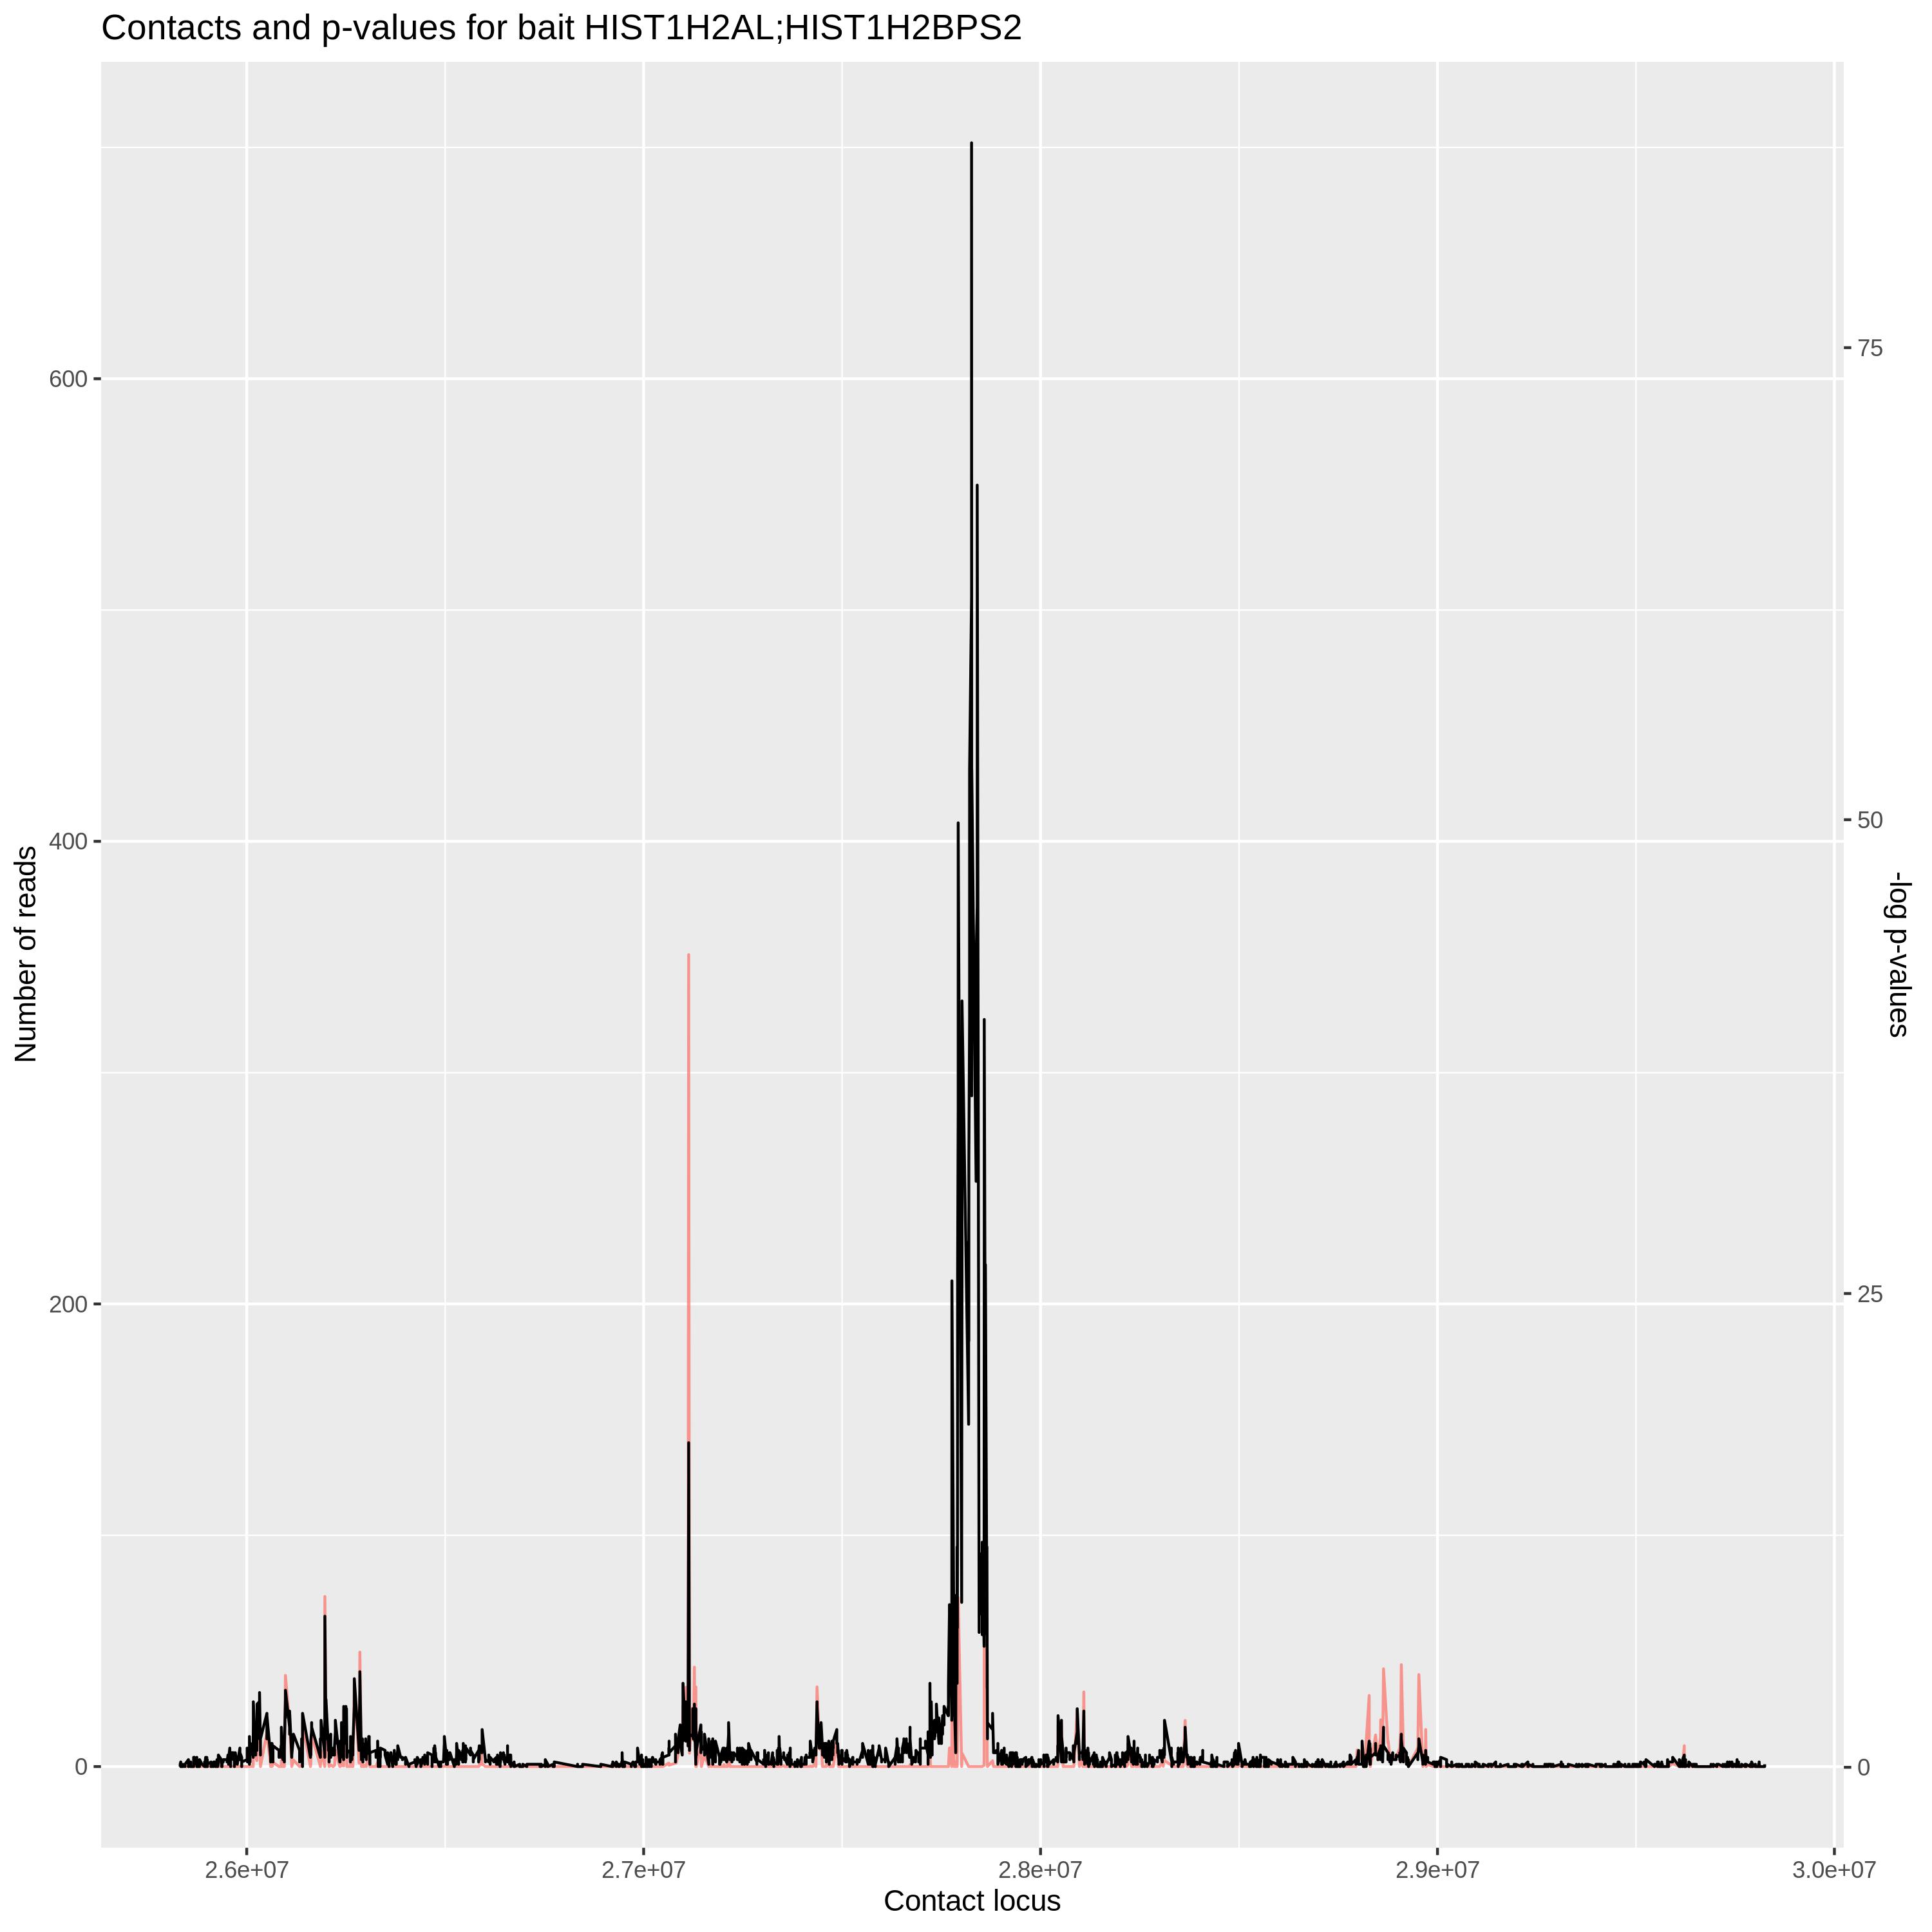 Contacts and p-values for bait HIST1H2AL;HIST1H2BPS2
600
400
200
0
75
50
25
0
Number of reads
-log p-values
2.6e+07 2.7e+07 2.8e+07 2.9e+07 3.0e+07
Contact locus